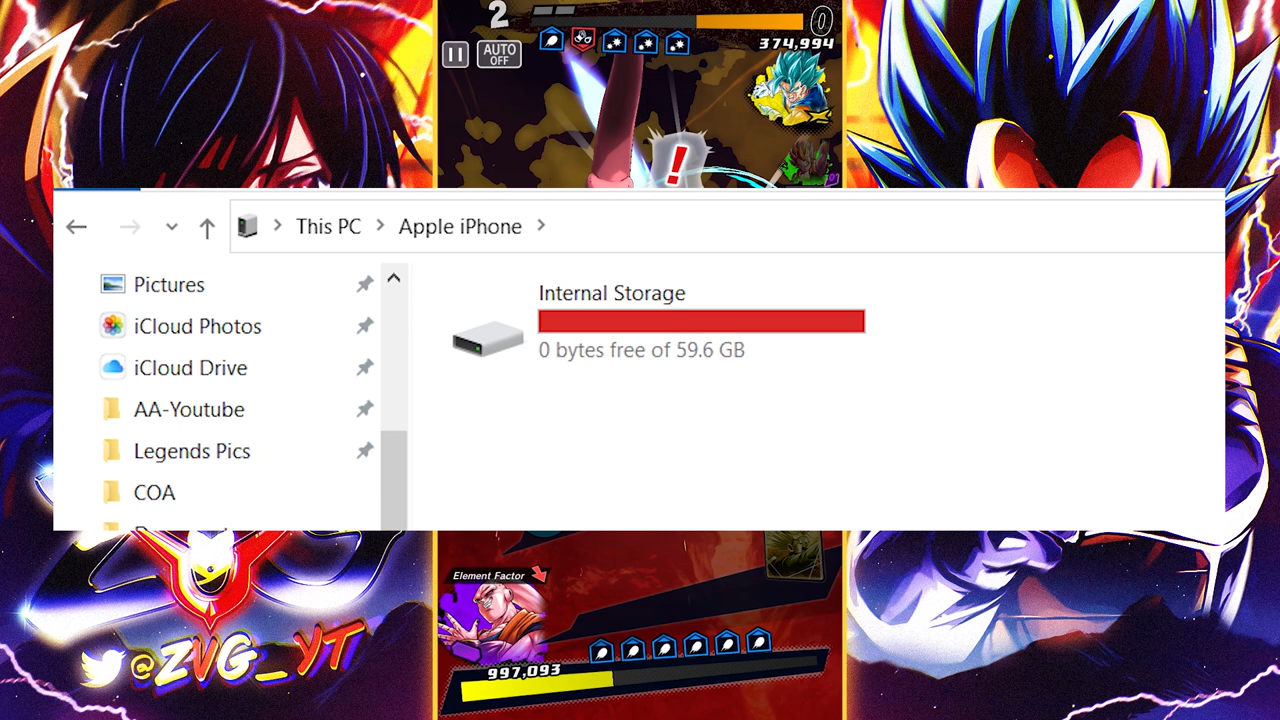 2
0
374,994
AUTO
OFF
!
This PC
Apple iPhone
Pictures
iCloud Photos
iCloud Drive
AA-Youtube
Legends Pics
COA
Internal Storage
0 bytes free of 59.6 GB
Element Factor
997,093
@ZVG_YT